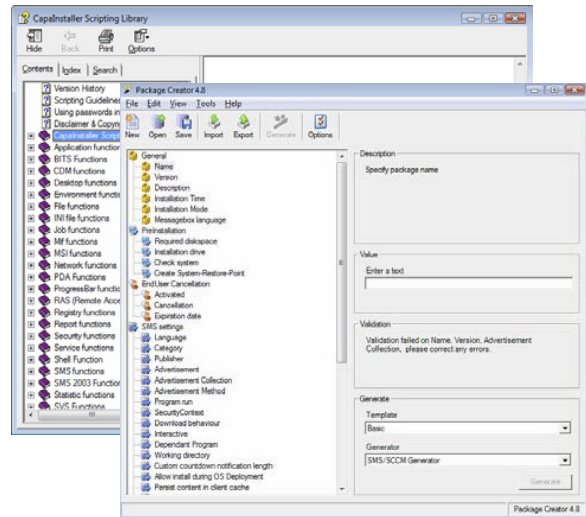 CapaInstaller Scripting Library
Hide Back Print Options
Contents Index Search
Version History
Scripting Guidelines
Using passwords in
Disclaimer & Copyri
CapaInstaller Script
Application function
BITS Functions
CDM functions
Desktop functions
Environment functi
File functions
INI file functions
Job functions
Mif functions
MSI functions
Network functions
PDA Functions
ProgressBar functio
RAS (Remote Acce
Registry functions
Report functions
Security functions
Service functions
Shell Function
SMS functions
SMS 2003 Function
Statistic functions
SVS Functions
Package Creator 4.8
File Edit View Tools Help
New Open Save Import Export Generate Options
General
Name
Version
Description
Installation Time
Installation Mode
Messagebox language
PreInstallation
Required diskspace
Installation drive
Check system
Create System-Restore-Point
EndUser Cancellation
Activated
Cancellation
Expiration date
SMS settings
Language
Category
Publisher
Advertisement
Advertisement Collection
Advertisement Method
Program run
SecurityContext
Download behaviour
Interactive
Dependant Program
Working directory
Custom countdown notification length
Allow install during OS Deployment
Persist content in client cache
Description
Specify package name
Value
Enter a text
Validation
Validation failed on Name, Version, Advertisement
Collection, please correct any errors.
Generate
Template
Basic
Generator
SMS/SCCM Generator
Generate
Package Creator 4.8